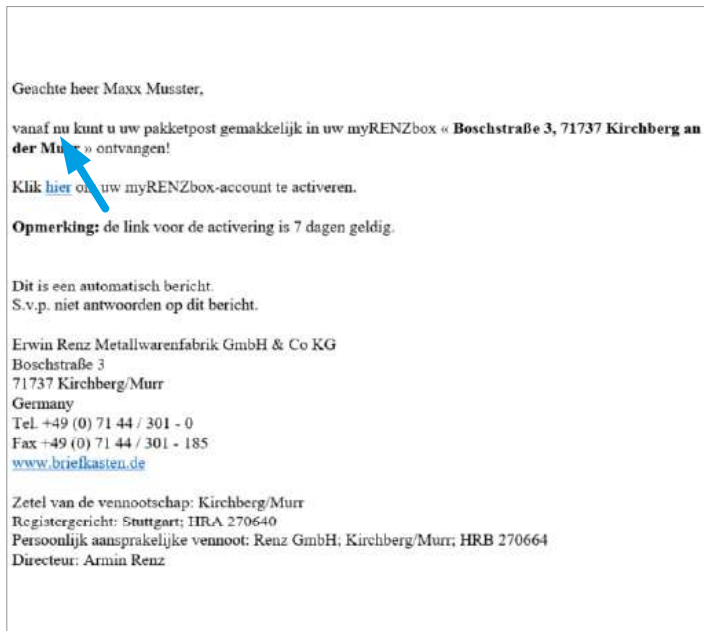 Geachte heer Maxx Musster,
vanaf nu kunt u uw pakketpost gemakkelijk in uw myRENZbox « Boschstraße 3, 71737 Kirchberg an
der Murr » ontvangen!
Klik hier om uw myRENZbox-account te activeren.
Opmerking: de link voor de activering is 7 dagen geldig.
Dit is een automatisch bericht.
S.v.p. niet antwoorden op dit bericht.
Erwin Renz Metallwarenfabrik GmbH & Co KG
Boschstraße 3
71737 Kirchberg/Murr
Germany
Tel. +49 (0) 71 44 / 301 - 0
Fax +49 (0) 71 44 / 301 - 185
www.briefkasten.de
Zetel van de vennootschap: Kirchberg/Murr
Registergericht: Stuttgart; HRA 270640
Persoonlijk aansprakelijke vennoot: Renz GmbH; Kirchberg/Murr; HRB 270664
Directeur: Armin Renz